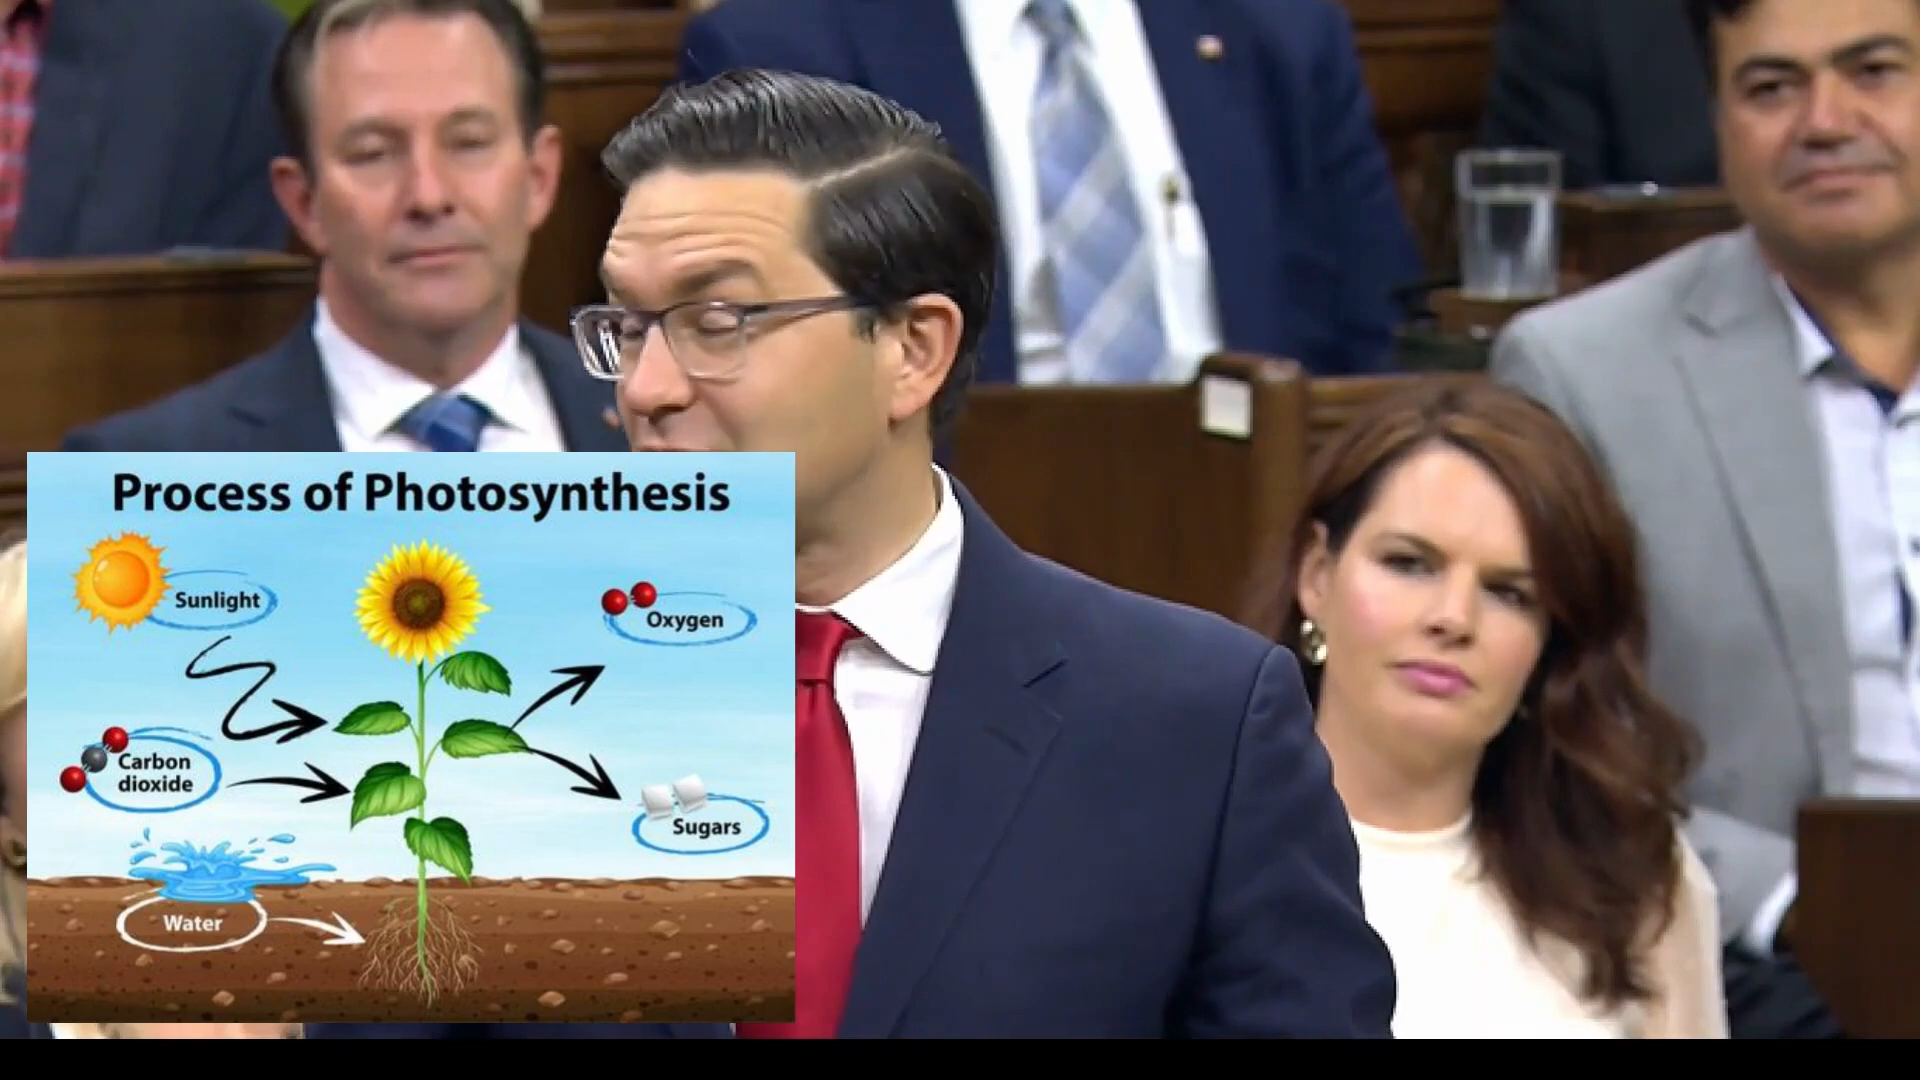 Process of Photosynthesis
Sunlight
Oxygen
Carbon
dioxide
Sugars
Water